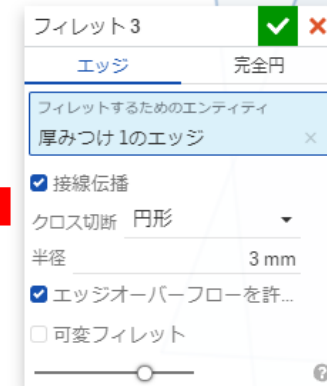 フィレット 3
エッジ
完全円
フィレットするためのエンティティ
厚みつけ 1のエッジ
接線伝播
クロス切断 円形
半径 3 mm
エッジオーバーフローを許...
可変フィレット